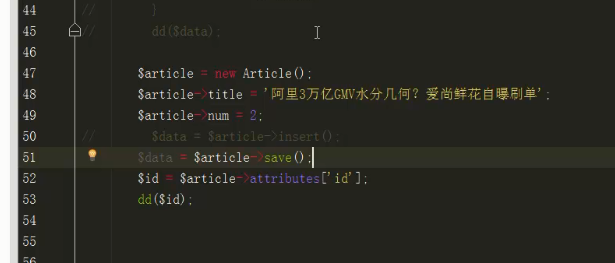 44 // ]
45 // dd($data);
46
47 $article = new Article();
48 $article->title = '阿里3万亿GMV水分几何？爱尚鲜花自曝刷单';
49 $article->num = 2;
50 // $data = $article->insert();
51 $data = $article->save();
52 $id = $article->attributes['id'];
53 dd($id);
54
55
56